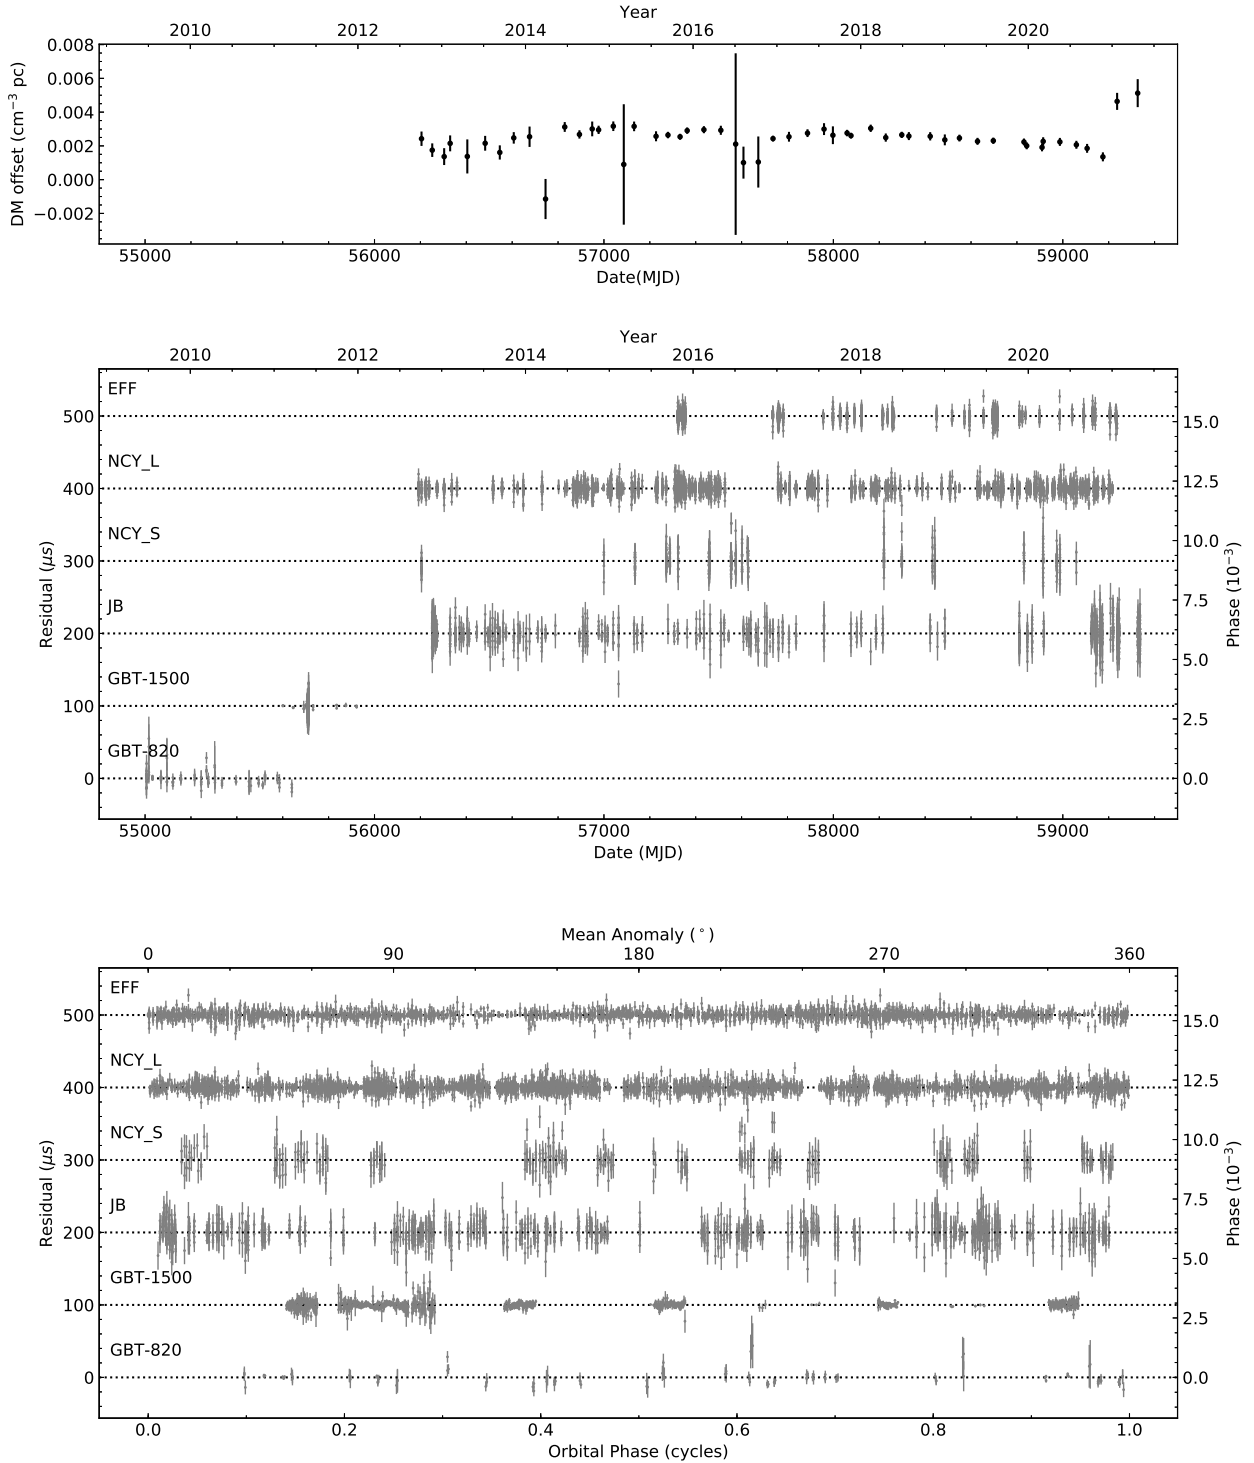 Year
2010 2012 2014 2016 2018 2020
DM offset (cm⁻³ pc)
0.008
0.006
0.004
0.002
0.000
−0.002
55000 56000 57000 58000 59000
Date(MJD)
Year
2010 2012 2014 2016 2018 2020
Residual (μs)
Phase (10⁻³)
EFF
500
15.0
NCY_L
400
12.5
NCY_S
10.0
300
JB
7.5
200
5.0
GBT-1500
100
2.5
GBT-820
0
0.0
55000 56000 57000 58000 59000
Date (MJD)
Mean Anomaly (°)
0 90 180 270 360
Residual (μs)
Phase (10⁻³)
EFF
500
15.0
NCY_L
400
12.5
NCY_S
10.0
300
JB
7.5
200
5.0
GBT-1500
100
2.5
GBT-820
0
0.0
0.0 0.2 0.4 0.6 0.8 1.0
Orbital Phase (cycles)